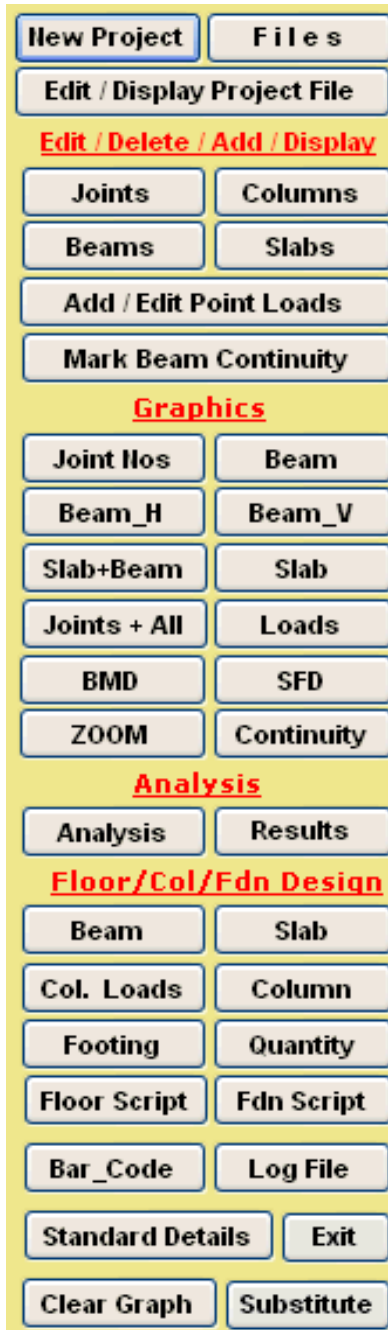 New Project Files
Edit / Display Project File
Edit / Delete / Add / Display
Joints Columns
Beams Slabs
Add / Edit Point Loads
Mark Beam Continuity
Graphics
Joint Nos Beam
Beam_H Beam_V
Slab+Beam Slab
Joints + All Loads
BMD SFD
ZOOM Continuity
Analysis
Analysis Results
Floor/Col/Fdn Design
Beam Slab
Col. Loads Column
Footing Quantity
Floor Script Fdn Script
Bar_Code Log File
Standard Details Exit
Clear Graph Substitute